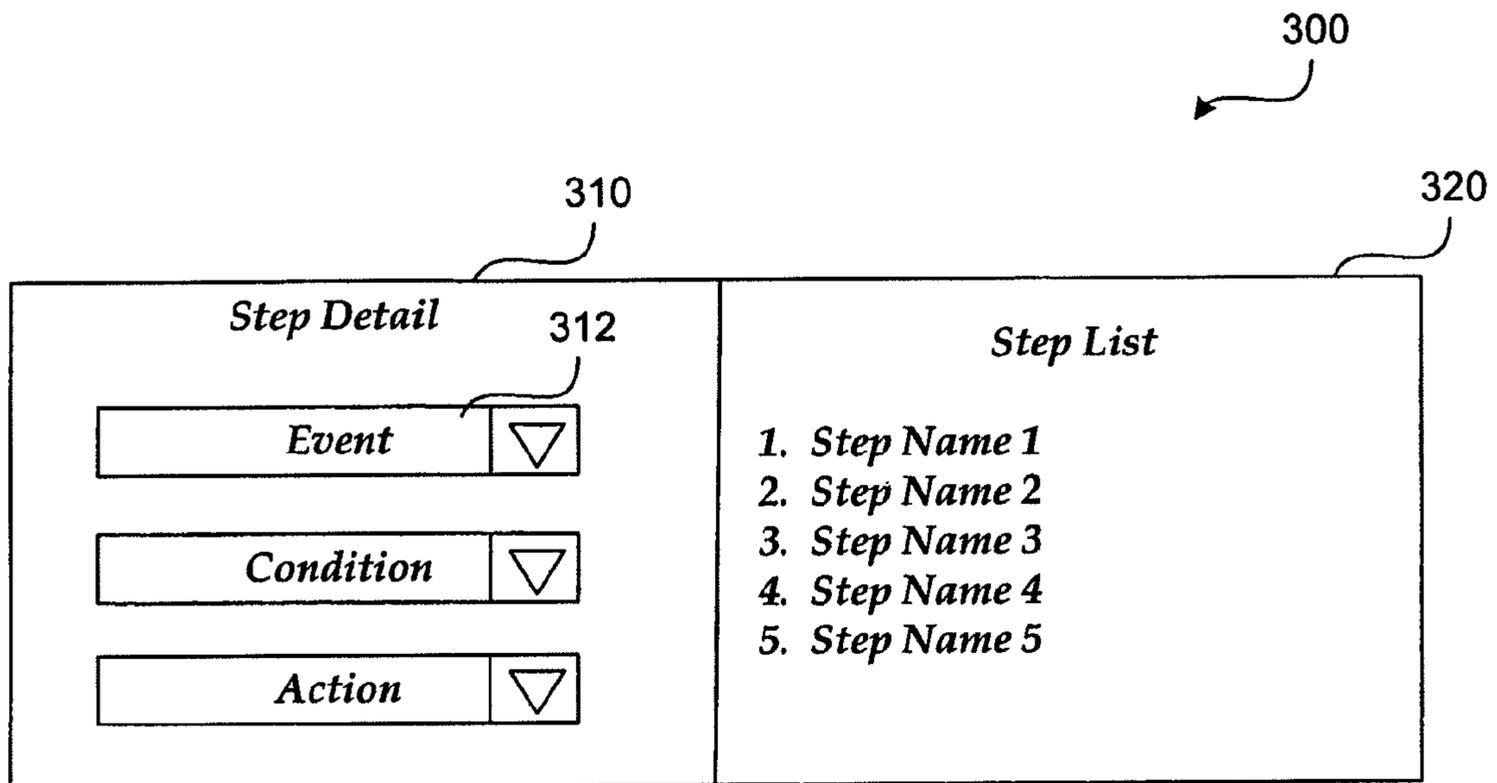 300
310
320
Step Detail
312
Step List
Event
Condition
Action
1. Step Name 1
2. Step Name 2
3. Step Name 3
4. Step Name 4
5. Step Name 5